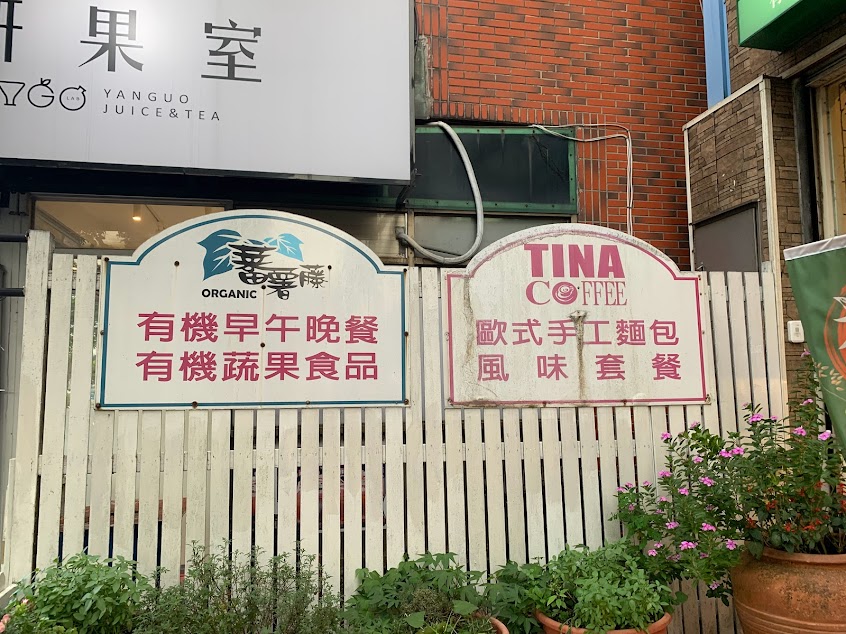 果室
YANGUO
JUICE & TEA
蕃薯藤
ORGANIC
有機早午晚餐
有機蔬果食品
TINA
COFFEE
歐式手工麵包
風味套餐